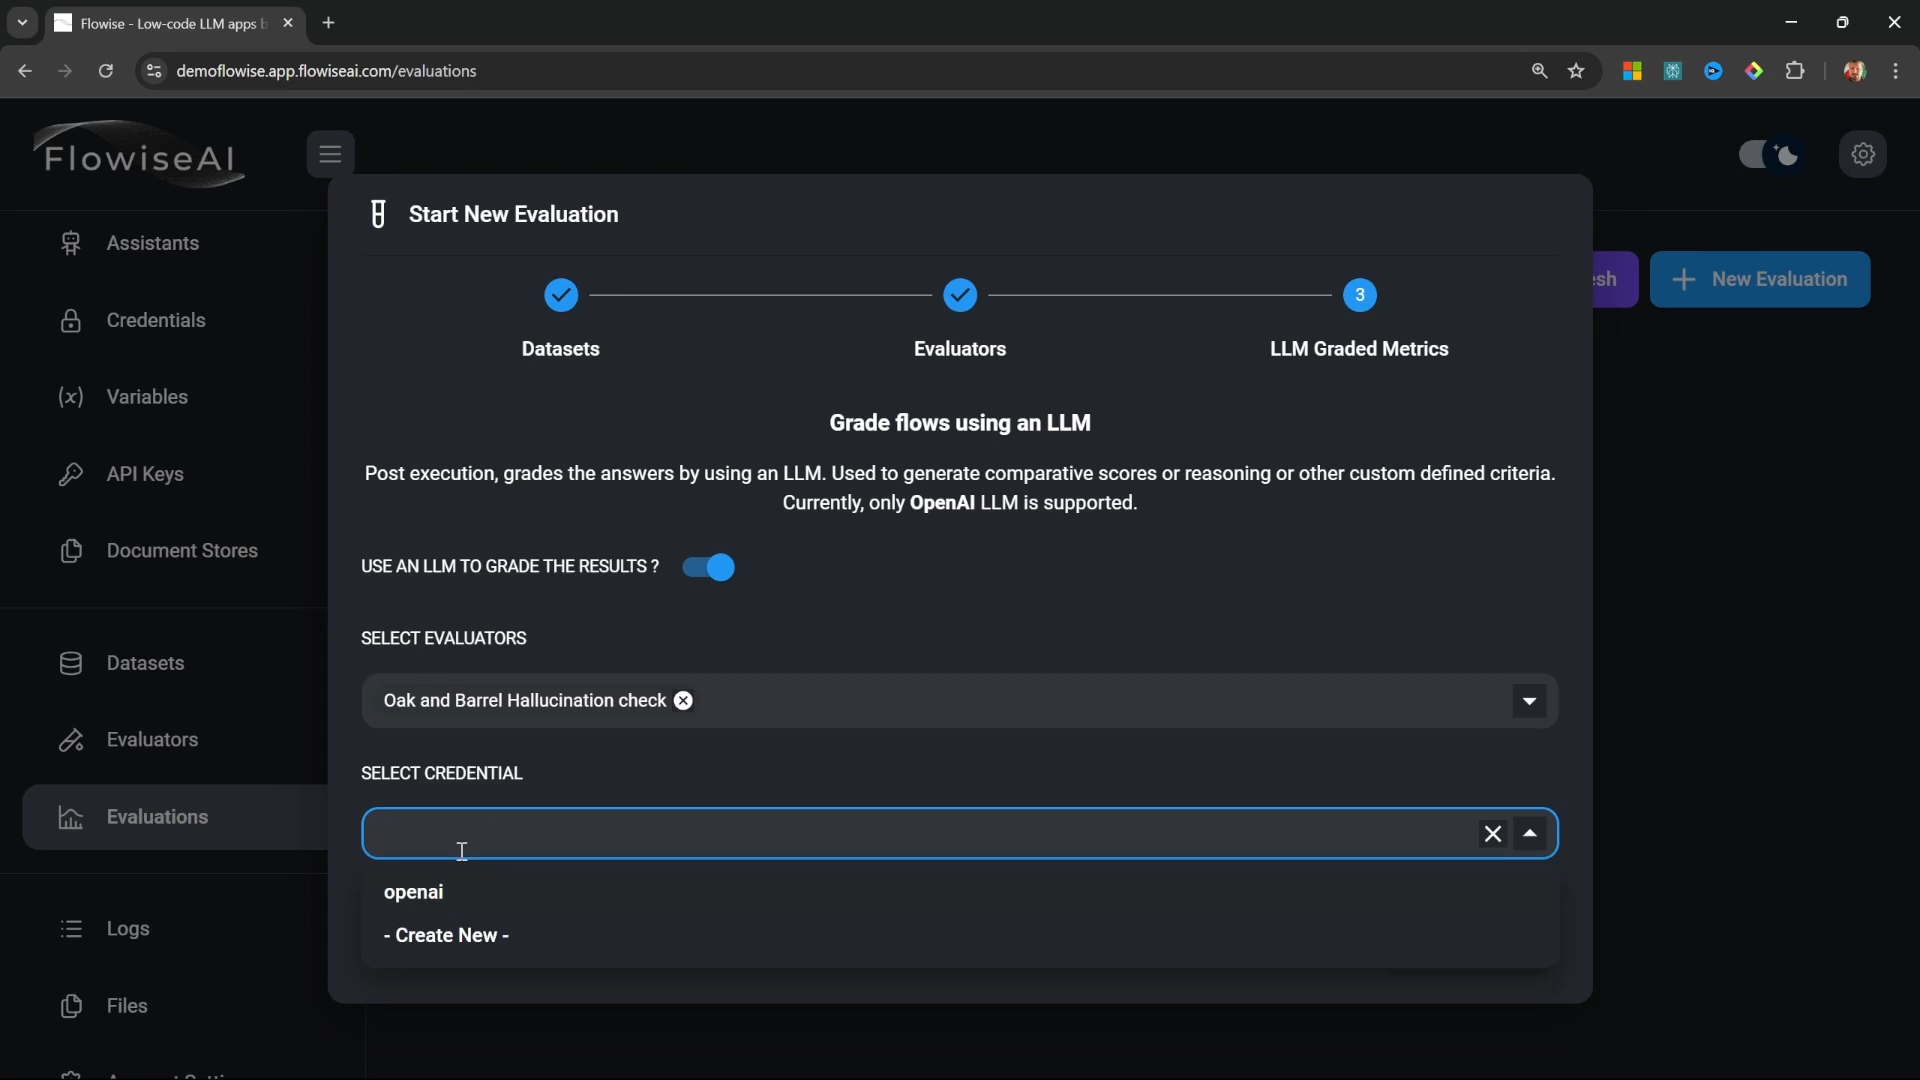 Flowise - Low-code LLM apps b
demoflowise.app.flowiseai.com/evaluations
FlowiseAI
Assistants
Credentials
Variables
API Keys
Document Stores
Datasets
Evaluators
Evaluations
Logs
Files
New Evaluation
Start New Evaluation
3
Datasets
Evaluators
LLM Graded Metrics
Grade flows using an LLM
Post execution, grades the answers by using an LLM. Used to generate comparative scores or reasoning or other custom defined criteria.
Currently, only OpenAI LLM is supported.
USE AN LLM TO GRADE THE RESULTS ?
SELECT EVALUATORS
Oak and Barrel Hallucination check
SELECT CREDENTIAL
openai
- Create New -